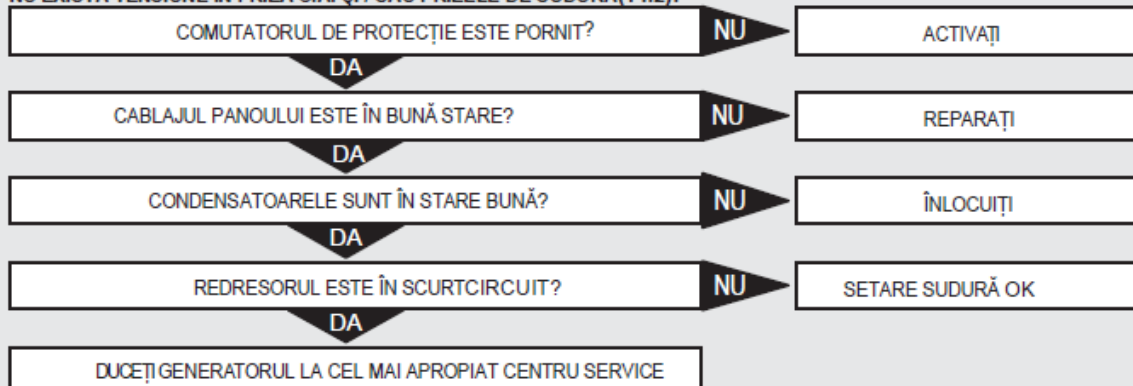 COMUTATORUL DE PROTECȚIE ESTE PORNIT?
NU
ACTIVAȚI
DA
CABLAJUL PANOULUI ESTE ÎN BUNĂ STARE?
NU
REPARAȚI
DA
CONDENSATOARELE SUNT ÎN STARE BUNĂ?
NU
ÎNLOCUIȚI
DA
REDRESORUL ESTE ÎN SCURTCIRCUIT?
NU
SETARE SUDURĂ OK
DA
DUCEȚI GENERATORUL LA CEL MAI APROPIAT CENTRU SERVICE